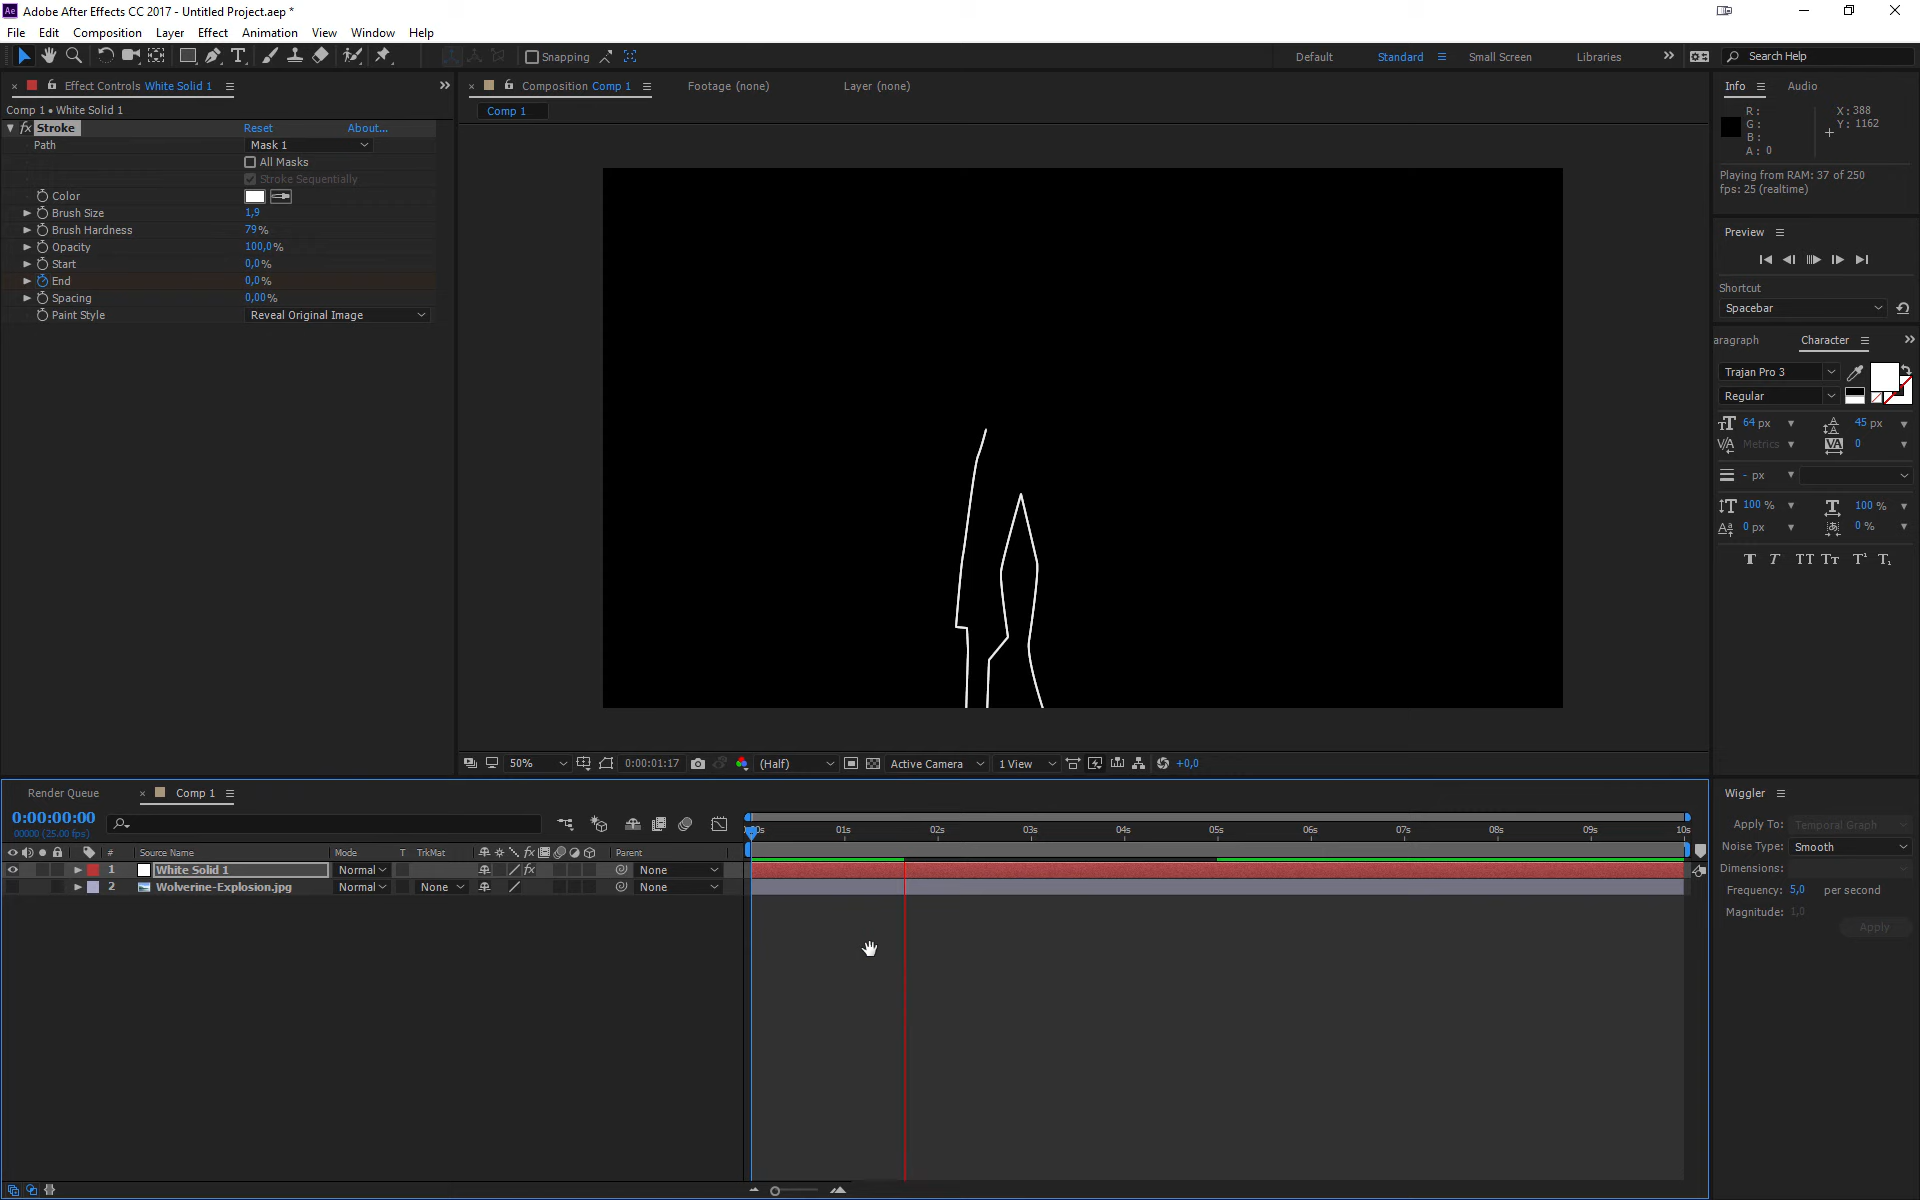 Adobe After Effects CC 2017 - Untitled Project.aep *
File Edit Composition Layer Effect Animation View Window Help
Snapping Default Standard Small Screen Libraries Search Help
Effect Controls White Solid 1
Comp 1 • White Solid 1
fx Stroke Reset About...
Path Mask 1
All Masks
Stroke Sequentially
Color
Brush Size 1,9
Brush Hardness 79%
Opacity 100,0%
Start 0,0%
End 0,0%
Spacing 0,00%
Paint Style Reveal Original Image
Composition Comp 1 Footage (none) Layer (none)
Comp 1
50% 0:00:01:17 (Half) Active Camera 1 View +0,0
Info Audio
R: X: 388
G: Y: 1162
B:
A: 0
Playing from RAM: 37 of 250
fps: 25 (realtime)
Preview
Shortcut
Spacebar
aragraph Character
Trajan Pro 3
Regular
64 px 45 px
Metrics 0
- px
100 % 100 %
0 px 0 %
Render Queue Comp 1
0:00:00:00
00000 (25.00 fps)
# Source Name Mode T TrkMat Parent
1 White Solid 1 Normal fx None
2 Wolverine-Explosion.jpg Normal None None
01s 02s 03s 04s 05s 06s 07s 08s 09s 10s
Wiggler
Apply To: Temporal Graph
Noise Type: Smooth
Dimensions:
Frequency: 5,0 per second
Magnitude: 1,0
Apply